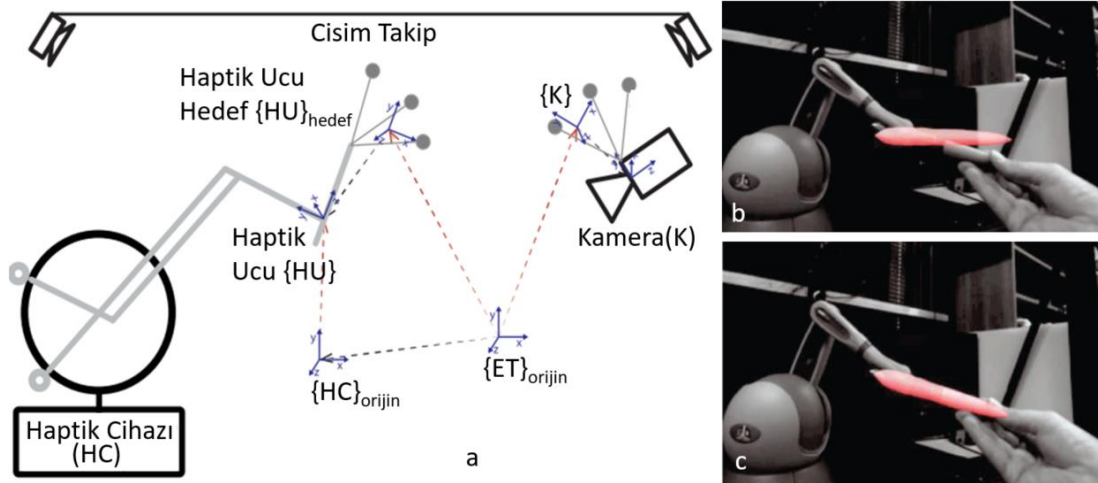 Cisim Takip
Haptik Ucu
Hedef {HU}hedef
{K}
Haptik
Ucu {HU}
Kamera(K)
{HC}orijin
{ET}orijin
Haptik Cihazı
(HC)
a
b
c